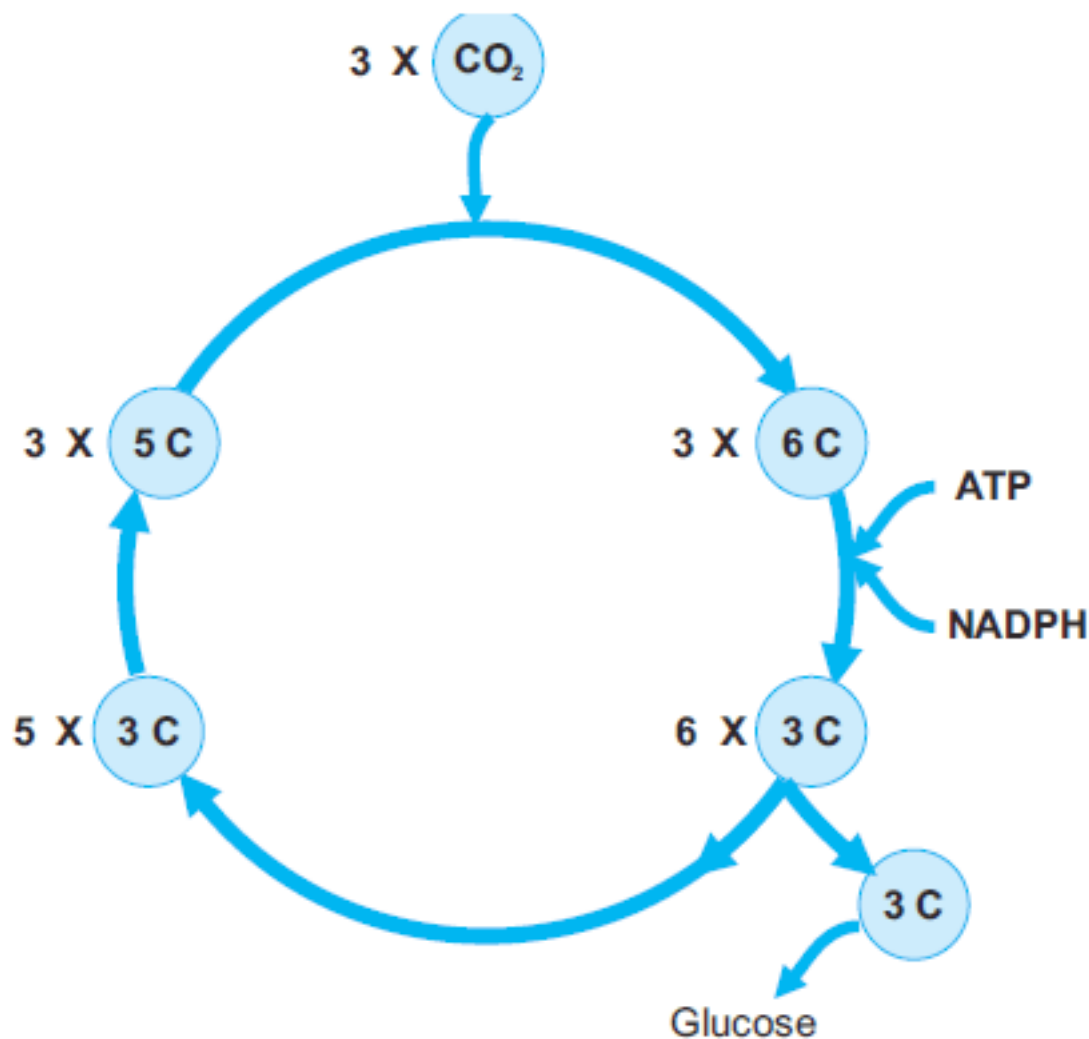 3 X CO₂
3 X 5 C
3 X 6 C
ATP
NADPH
5 X 3 C
6 X 3 C
3 C
Glucose